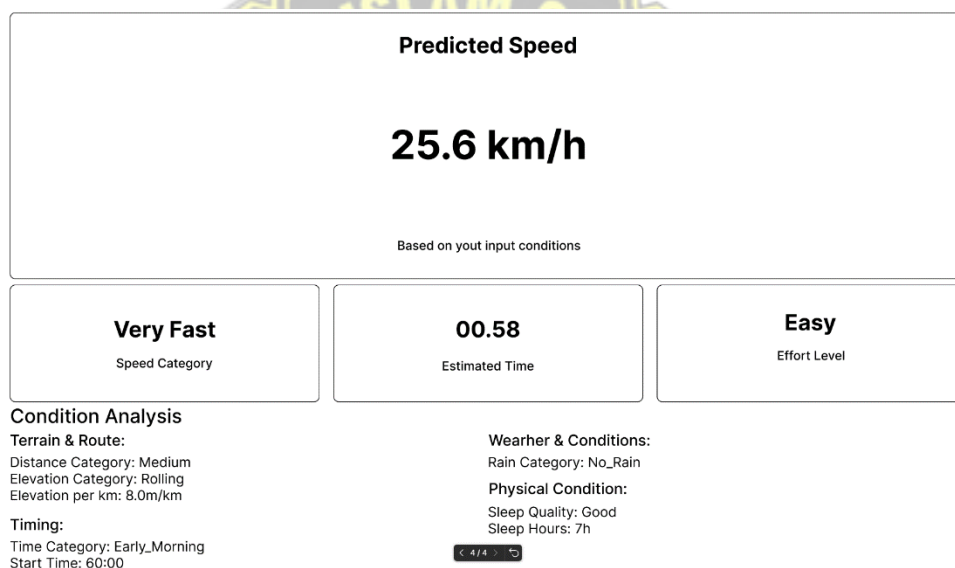 Predicted Speed
25.6 km/h
Based on yout input conditions
Very Fast
Speed Category
00.58
Estimated Time
Easy
Effort Level
Condition Analysis
Terrain & Route:
Distance Category: Medium
Elevation Category: Rolling
Elevation per km: 8.0m/km
Timing:
Time Category: Early_Morning
Start Time: 60:00
Wearher & Conditions:
Rain Category: No_Rain
Physical Condition:
Sleep Quality: Good
Sleep Hours: 7h
4/4